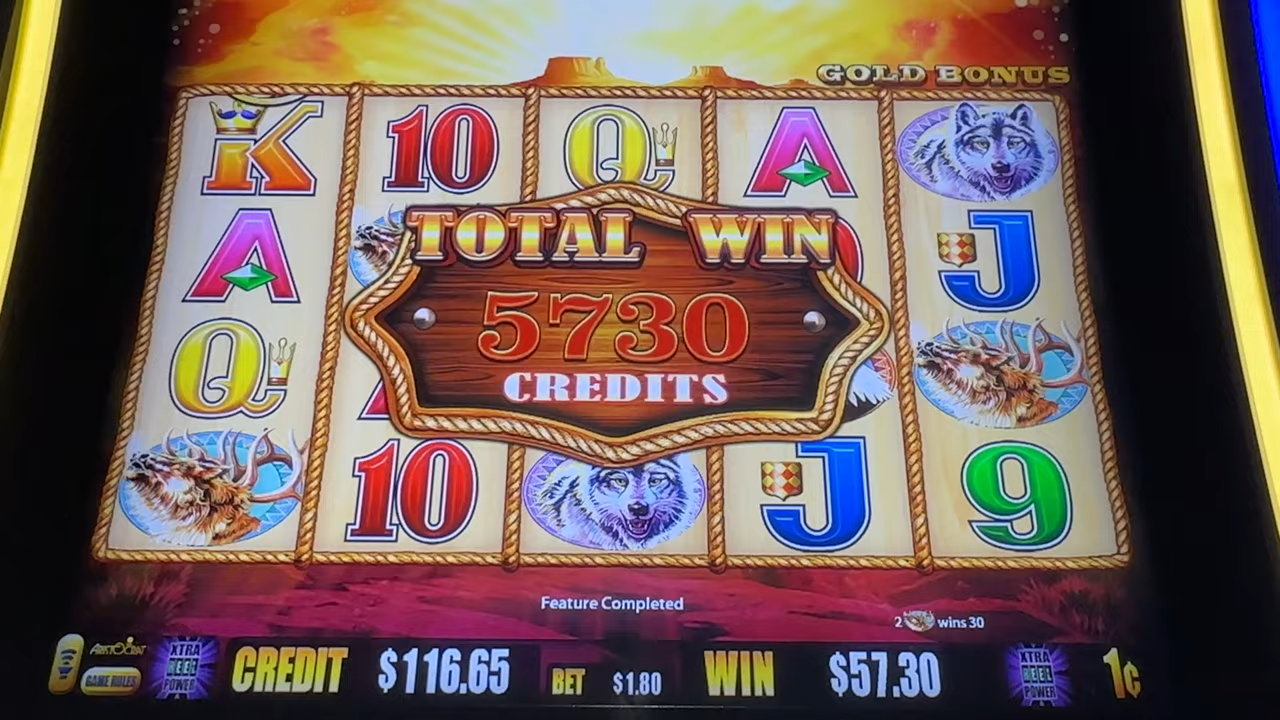 GOLD BONUS
K 10 Q A
A J
Q
10 J 9
TOTAL WIN
5730
CREDITS
Feature Completed
2 wins 30
ARISTOCRAT
GAME RULES
XTRA
REEL
POWER
CREDIT $116.65
BET $1.80
WIN $57.30
XTRA
REEL
POWER
1¢